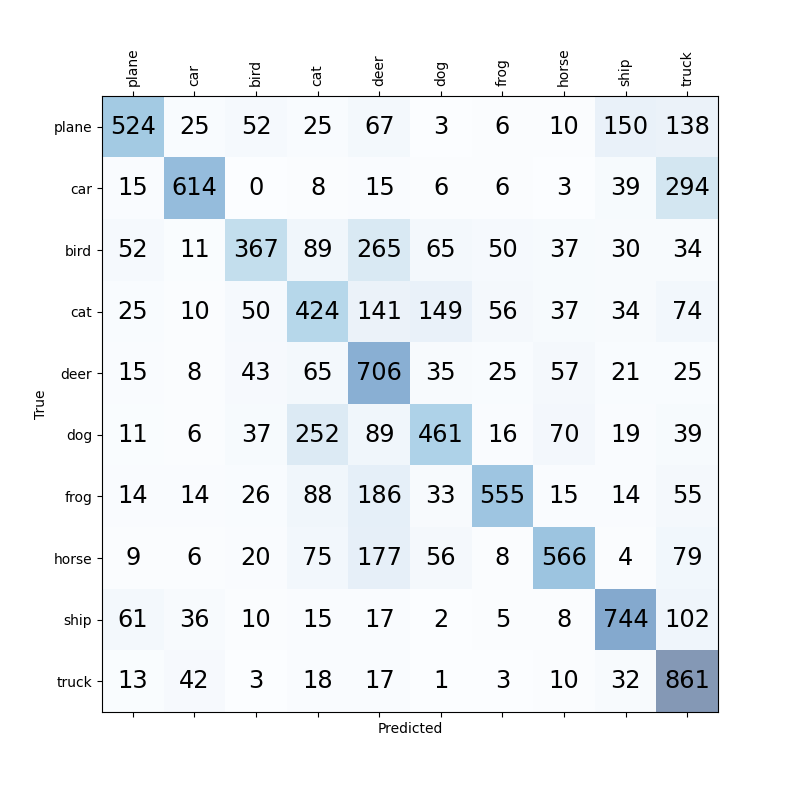 plane car bird cat deer dog frog horse ship truck
plane 524 25 52 25 67 3 6 10 150 138
car 15 614 0 8 15 6 6 3 39 294
bird 52 11 367 89 265 65 50 37 30 34
cat 25 10 50 424 141 149 56 37 34 74
deer 15 8 43 65 706 35 25 57 21 25
True
dog 11 6 37 252 89 461 16 70 19 39
frog 14 14 26 88 186 33 555 15 14 55
horse 9 6 20 75 177 56 8 566 4 79
ship 61 36 10 15 17 2 5 8 744 102
truck 13 42 3 18 17 1 3 10 32 861
Predicted